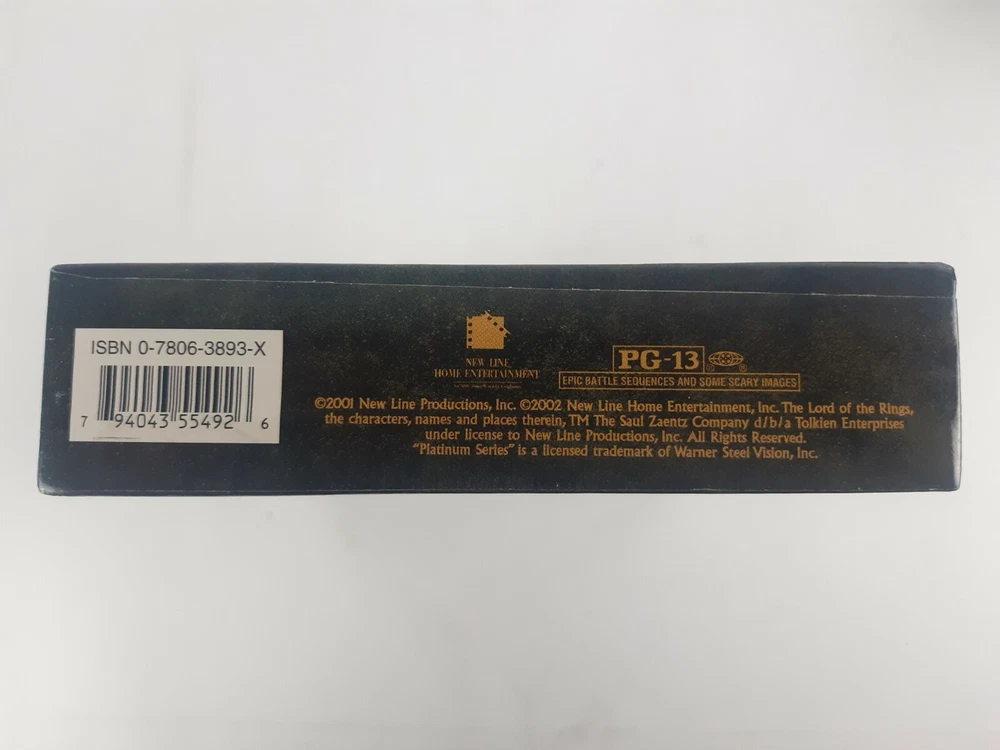 ISBN 0-7806-3893-X
7 94043 55492 6
NEW LINE
HOME ENTERTAINMENT
PG-13 ® ®
EPIC BATTLE SEQUENCES AND SOME SCARY IMAGES
©2001 New Line Productions, Inc. ©2002 New Line Home Entertainment, Inc. The Lord of the Rings,
the characters, names and places therein, TM The Saul Zaentz Company d/b/a Tolkien Enterprises
under license to New Line Productions, Inc. All Rights Reserved.
"Platinum Series" is a licensed trademark of Warner Steel Vision, Inc.